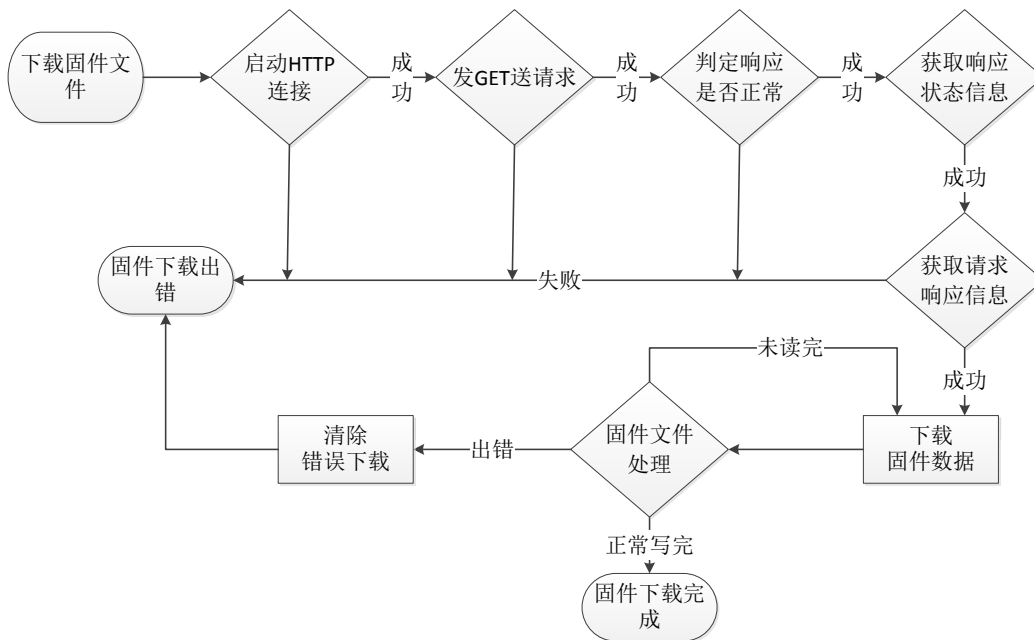 下载固件文
件
启动HTTP
连接
成
功
发GET送请求
成
功
判定响应
是否正常
成
功
获取响应
状态信息
成功
固件下载出
错
失败
获取请求
响应信息
未读完
成功
清除
错误下载
出错
固件文件
处理
下载
固件数据
正常写完
固件下载完
成